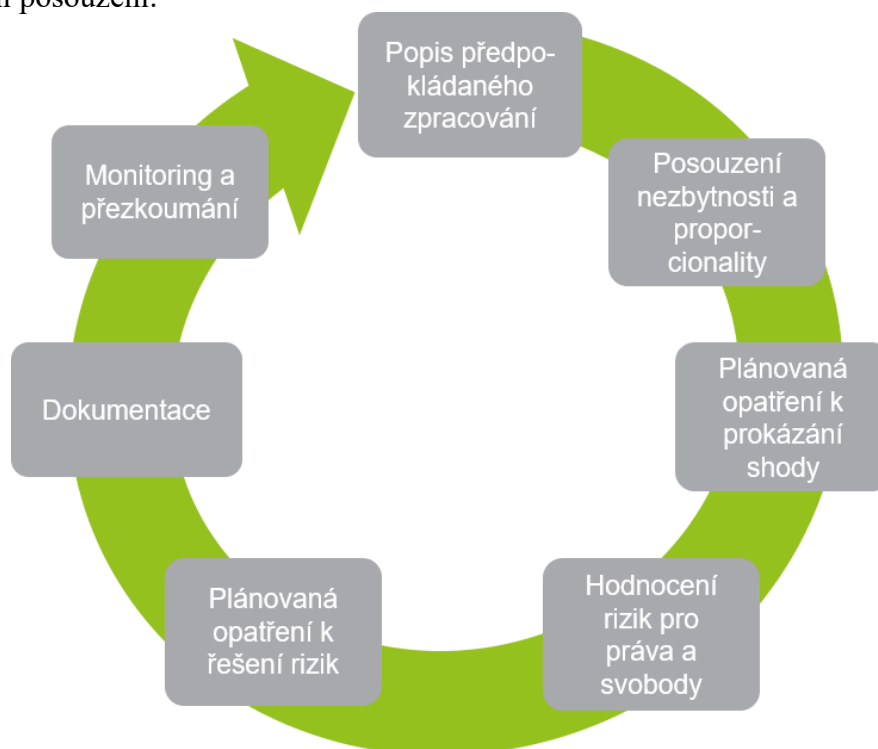 posouzení.
Popis předpo-
kládaného
zpracování
Posouzení
nezbytnosti a
propor-
cionality
Plánovaná
opatření k
prokázání
shody
Hodnocení
rizik pro
práva a
svobody
Plánovaná
opatření k
řešení rizik
Dokumentace
Monitoring a
přezkoumání